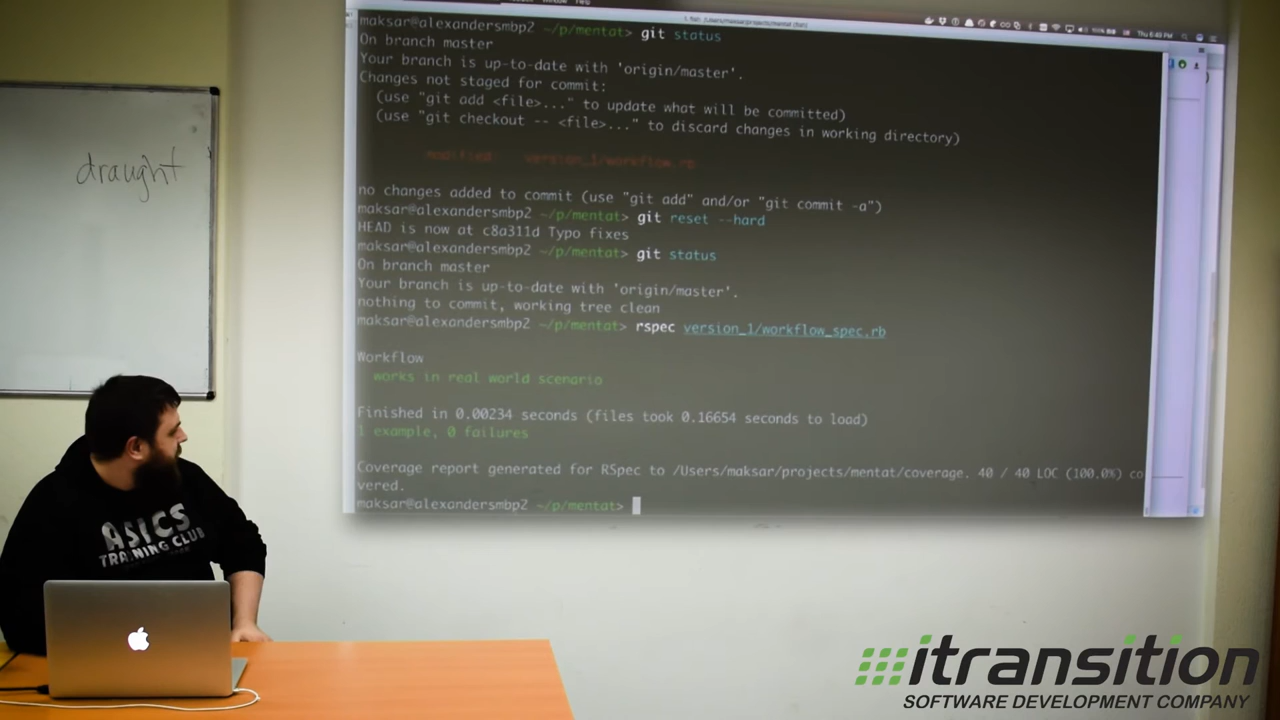 maksar@alexandersmbp2 ~/p/mentat> git status
On branch master
Your branch is up-to-date with 'origin/master'.
Changes not staged for commit:
(use "git add <file>..." to update what will be committed)
(use "git checkout -- <file>..." to discard changes in working directory)
modified: version_1/workflow.rb
no changes added to commit (use "git add" and/or "git commit -a")
maksar@alexandersmbp2 ~/p/mentat> git reset --hard
HEAD is now at c8a311d Typo fixes
maksar@alexandersmbp2 ~/p/mentat> git status
On branch master
Your branch is up-to-date with 'origin/master'.
nothing to commit, working tree clean
maksar@alexandersmbp2 ~/p/mentat> rspec version_1/workflow_spec.rb
Workflow
works in real world scenario
Finished in 0.00234 seconds (files took 0.16654 seconds to load)
1 example, 0 failures
Coverage report generated for RSpec to /Users/maksar/projects/mentat/coverage. 40 / 40 LOC (100.0%) co
vered.
maksar@alexandersmbp2 ~/p/mentat>
draught
ASICS
TRAINING CLUB
itransition
SOFTWARE DEVELOPMENT COMPANY